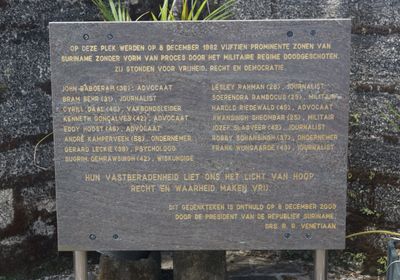 OP DEZE PLEK WERDEN OP 8 DECEMBER 1982 VIJFTIEN PROMINENTE ZONEN VAN
SURINAME ZONDER VORM VAN PROCES DOOR HET MILITAIRE REGIME DOODGESCHOTEN.
ZIJ STONDEN VOOR VRIJHEID, RECHT EN DEMOCRATIE.
JOHN BABOERAM (36), ADVOCAAT
BRAM BEHR (31), JOURNALIST
CYRILL DAAL (46), VAKBONDSLEIDER
KENNETH GONÇALVES (42), ADVOCAAT
EDDY HOOST (48), ADVOCAAT
ANDRÉ KAMPERVEEN (58), ONDERNEMER
GERARD LECKIE (39), PSYCHOLOOG
SUGRIM OEMRAWSINGH (42), WISKUNDIGE
LESLEY RAHMAN (28), JOURNALIST
SOERENDRA RAMBOCUS (29), MILITAIR
HAROLD RIEDEWALD (49), ADVOCAAT
JIWANSINGH SHEOMBAR (25), MILITAIR
JOZEF SLAGVEER (42), JOURNALIST
ROBBY SOHANSINGH (37), ONDERNEMER
FRANK WIJNGAARDE (43), JOURNALIST
HUN VASTBERADENHEID LIET ONS HET LICHT VAN HOOP,
RECHT EN WAARHEID MAKEN VRIJ.
DIT GEDENKTEKEN IS ONTHULD OP 8 DECEMBER 2009
DOOR DE PRESIDENT VAN DE REPUBLIEK SURINAME,
DRS. R. R. VENETIAAN